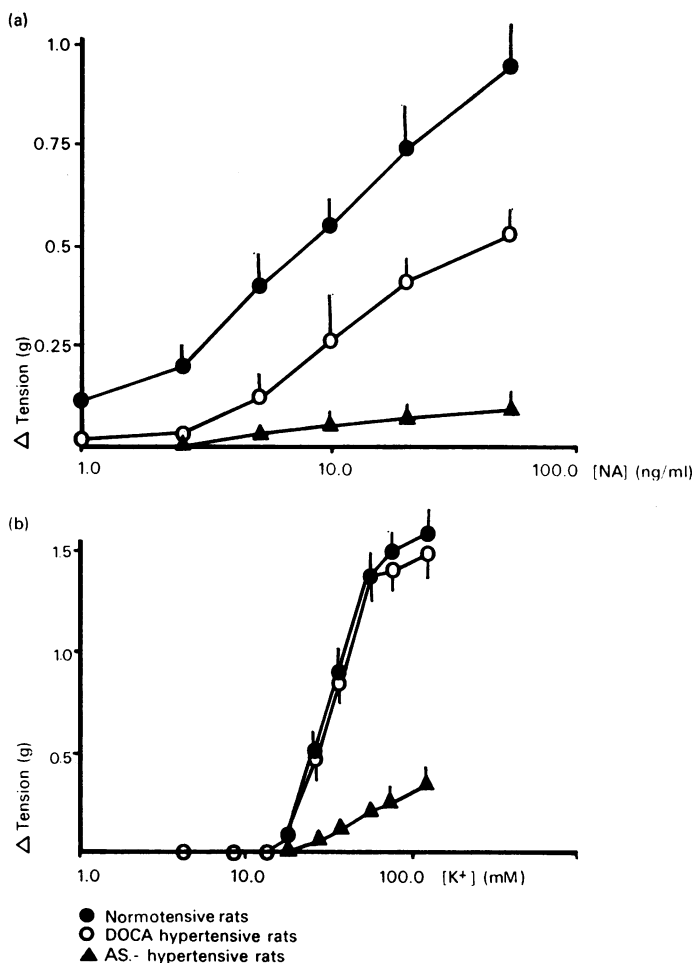 (a)
1.0
0.75
0.5
0.25
Δ Tension (g)
1.0 10.0 100.0 [NA] (ng/ml)
(b)
1.5
1.0
0.5
Δ Tension (g)
1.0 10.0 100.0 [K+] (mM)
Normotensive rats
DOCA hypertensive rats
AS.- hypertensive rats